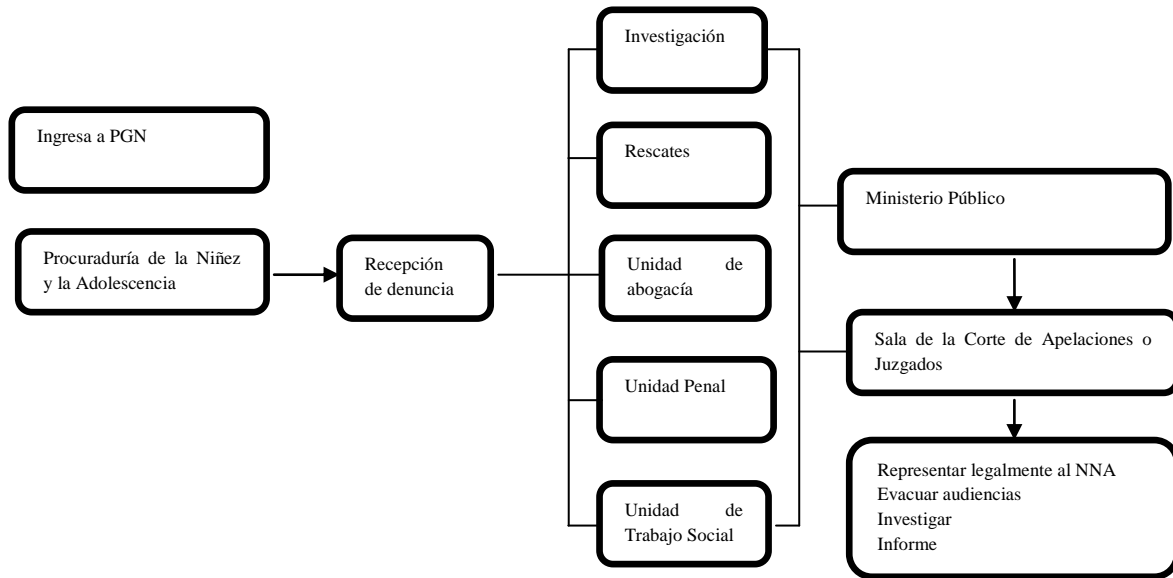 Ingresa a PGN
Procuraduría de la Niñez
y la Adolescencia
Recepción
de denuncia
Investigación
Rescates
Unidad de
abogacía
Unidad Penal
Unidad de
Trabajo Social
Ministerio Público
Sala de la Corte de Apelaciones o
Juzgados
Representar legalmente al NNA
Evacuar audiencias
Investigar
Informe